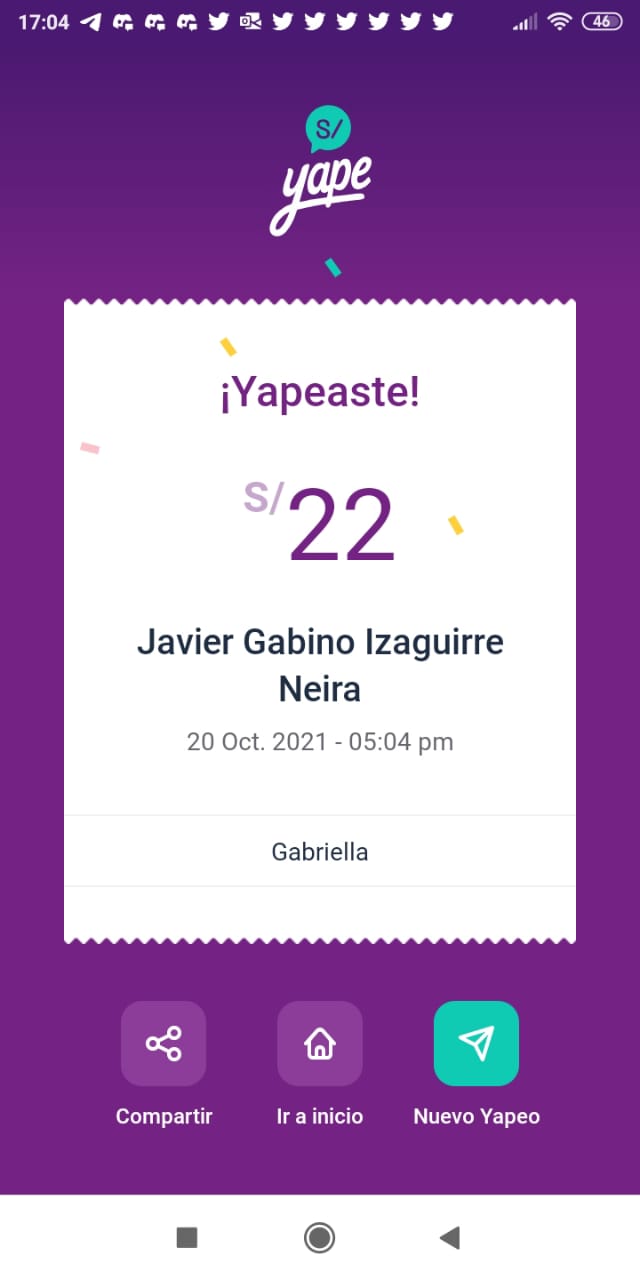 17:04
46
S/
yape
¡Yapeaste!
S/22
Javier Gabino Izaguirre
Neira
20 Oct. 2021 - 05:04 pm
Gabriella
Compartir
Ir a inicio
Nuevo Yapeo